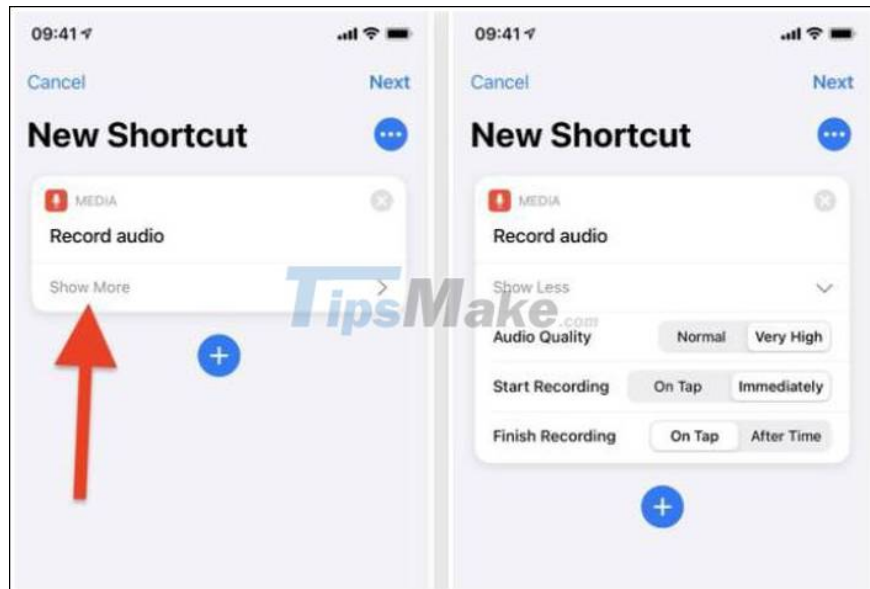 09:41
Cancel Next
New Shortcut
MEDIA
Record audio
Show More
09:41
Cancel Next
New Shortcut
MEDIA
Record audio
Show Less
Audio Quality Normal Very High
Start Recording On Tap Immediately
Finish Recording On Tap After Time
TipsMake.com